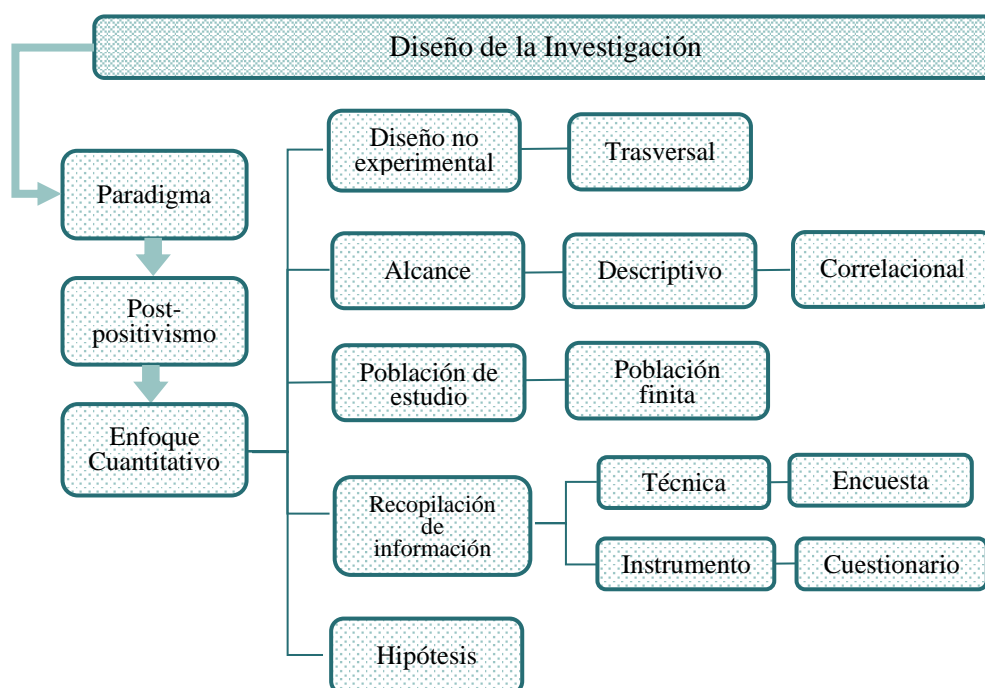 Diseño de la Investigación
Paradigma
Post-
positivismo
Enfoque
Cuantitativo
Diseño no
experimental
Trasversal
Alcance
Descriptivo
Correlacional
Población de
estudio
Población
finita
Recopilación
de
información
Técnica
Encuesta
Instrumento
Cuestionario
Hipótesis